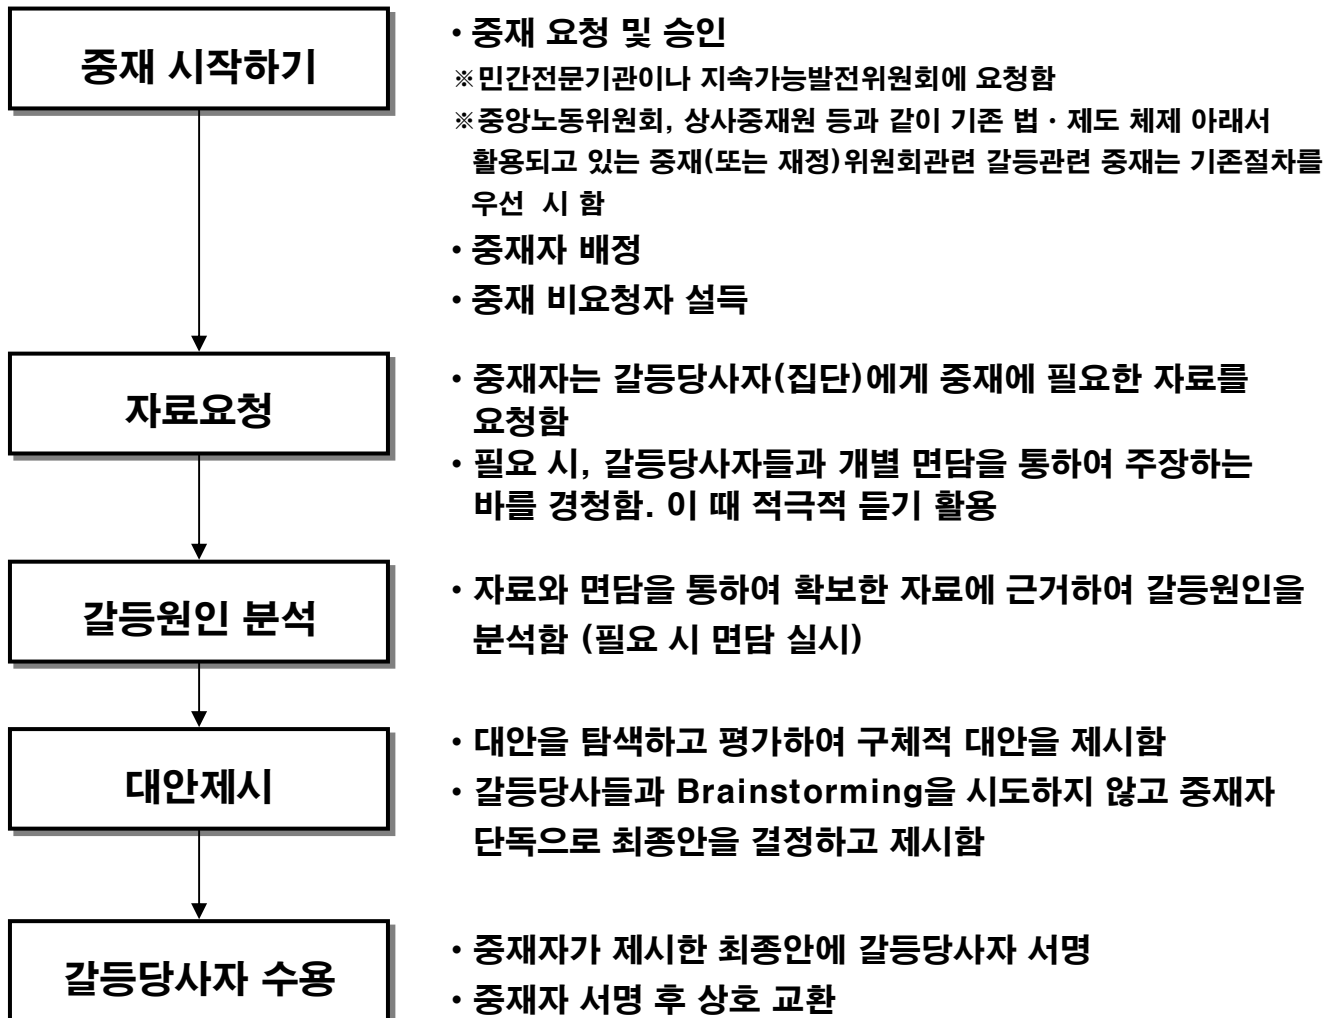 중재 시작하기
• 중재 요청 및 승인
※민간전문기관이나 지속가능발전위원회에 요청함
※중앙노동위원회, 상사중재원 등과 같이 기존 법 · 제도 체제 아래서
활용되고 있는 중재(또는 재정)위원회관련 갈등관련 중재는 기존절차를
우선 시 함
• 중재자 배정
• 중재 비요청자 설득
자료요청
• 중재자는 갈등당사자(집단)에게 중재에 필요한 자료를
요청함
• 필요 시, 갈등당사자들과 개별 면담을 통하여 주장하는
바를 경청함. 이 때 적극적 듣기 활용
갈등원인 분석
• 자료와 면담을 통하여 확보한 자료에 근거하여 갈등원인을
분석함 (필요 시 면담 실시)
대안제시
• 대안을 탐색하고 평가하여 구체적 대안을 제시함
• 갈등당사들과 Brainstorming을 시도하지 않고 중재자
단독으로 최종안을 결정하고 제시함
갈등당사자 수용
• 중재자가 제시한 최종안에 갈등당사자 서명
• 중재자 서명 후 상호 교환